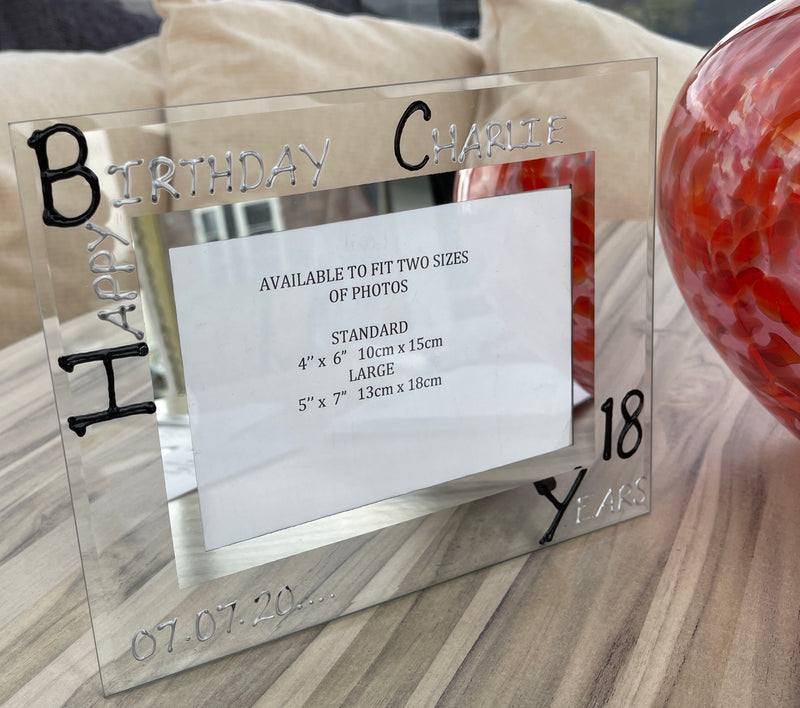 HAPPY
BIRTHDAY CHARLIE
AVAILABLE TO FIT TWO SIZES
OF PHOTOS
STANDARD
4’’ x 6” 10cm x 15cm
LARGE
5’’ x 7” 13cm x 18cm
18
YEARS
07.07.20....